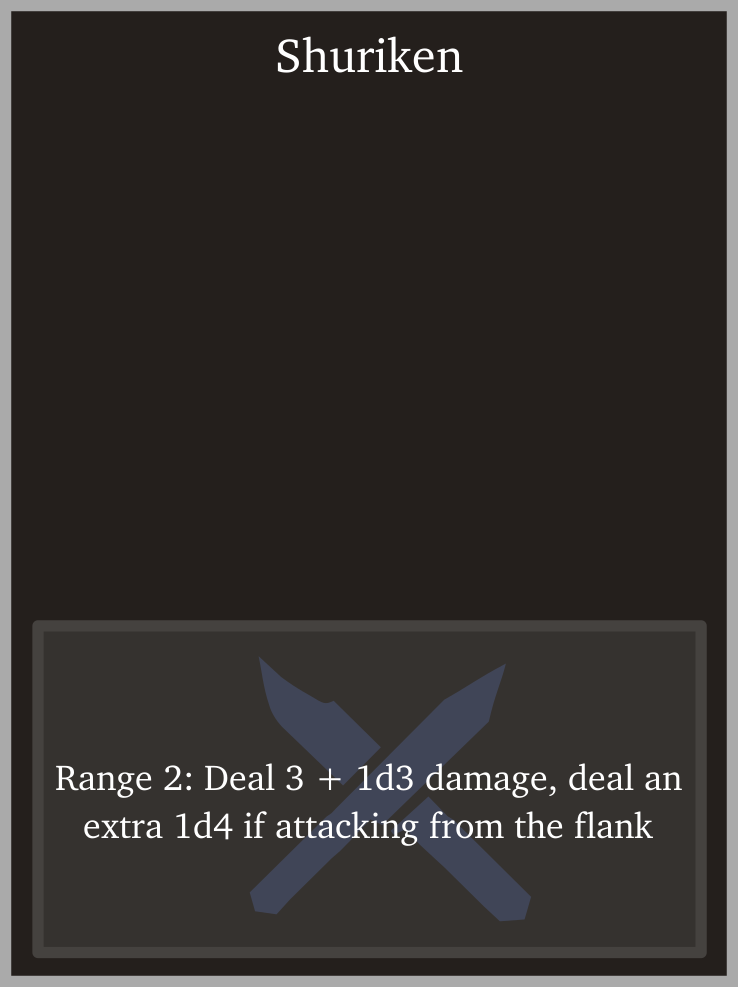 Shuriken
Range 2: Deal 3 + 1d3 damage, deal an
extra 1d4 if attacking from the flank